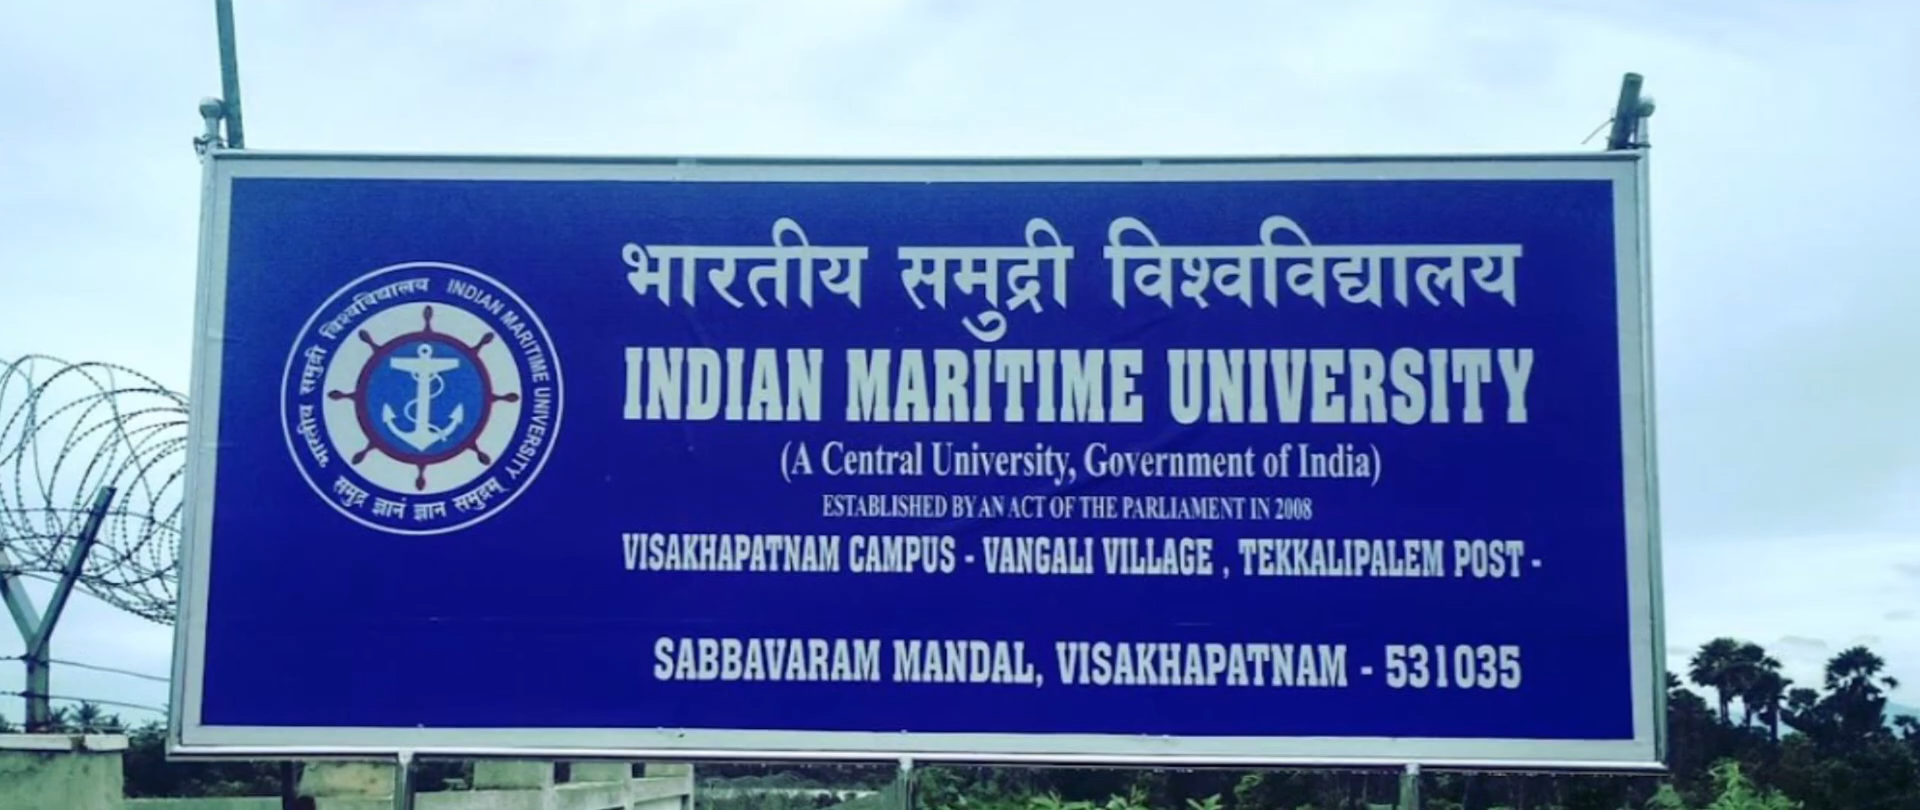 भारतीय समुद्री विश्वविद्यालय INDIAN MARITIME UNIVERSITY
समुद्र ज्ञानं ज्ञान समुद्रम्
भारतीय समुद्री विश्वविद्यालय
INDIAN MARITIME UNIVERSITY
(A Central University, Government of India)
ESTABLISHED BY AN ACT OF THE PARLIAMENT IN 2008
VISAKHAPATNAM CAMPUS - VANGALI VILLAGE , TEKKALIPALEM POST -
SABBAVARAM MANDAL, VISAKHAPATNAM - 531035